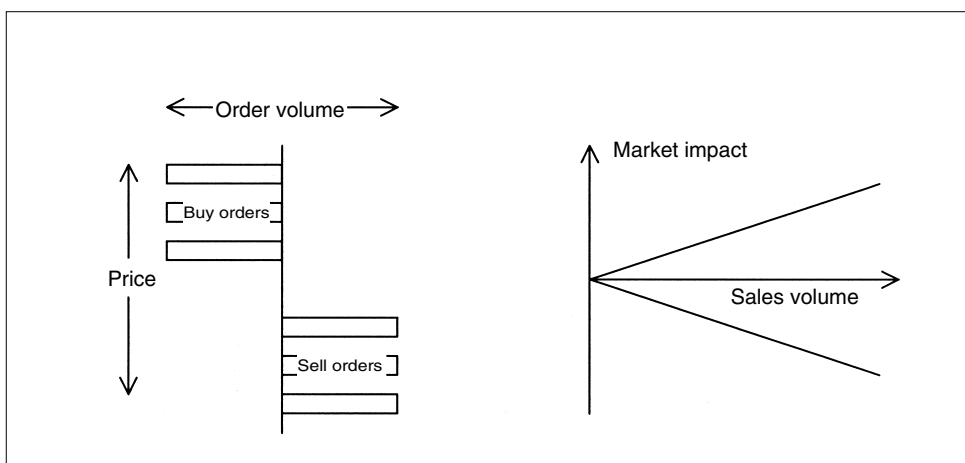 Order volume
Buy orders
Price
Sell orders
Market impact
Sales volume